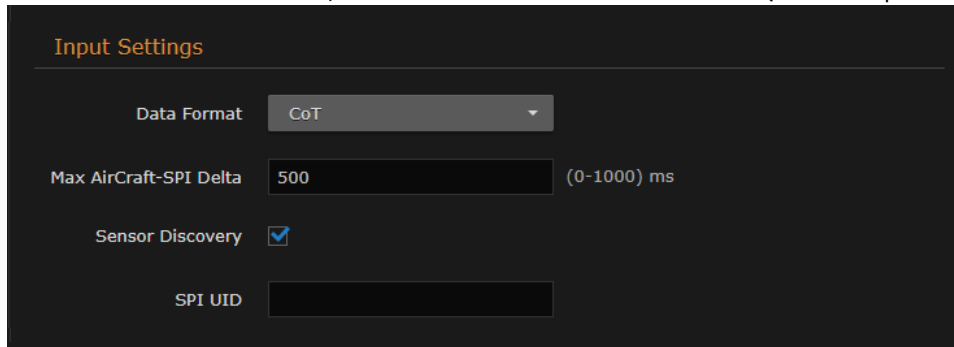 Input Settings
Data Format CoT
Max AirCraft-SPI Delta 500 (0-1000) ms
Sensor Discovery
SPI UID